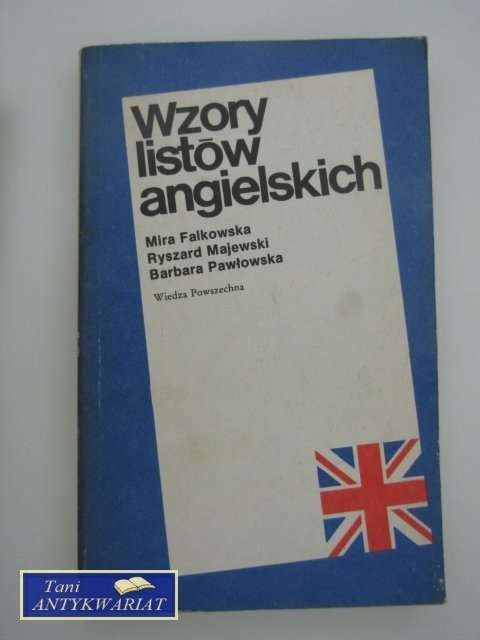 Wzory
listów
angielskich
Mira Falkowska
Ryszard Majewski
Barbara Pawłowska
Wiedza Powszechna
Tani
ANTYKWARIAT